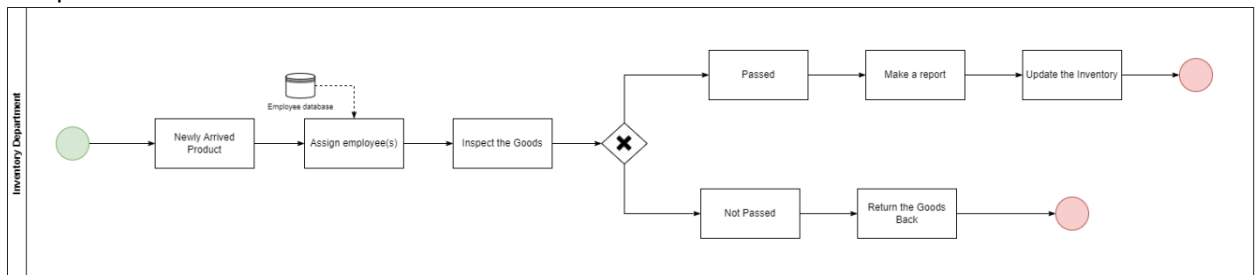 Inventory Department
Newly Arrived
Product
Employee database
Assign employee(s)
Inspect the Goods
Passed
Make a report
Update the Inventory
Not Passed
Return the Goods
Back